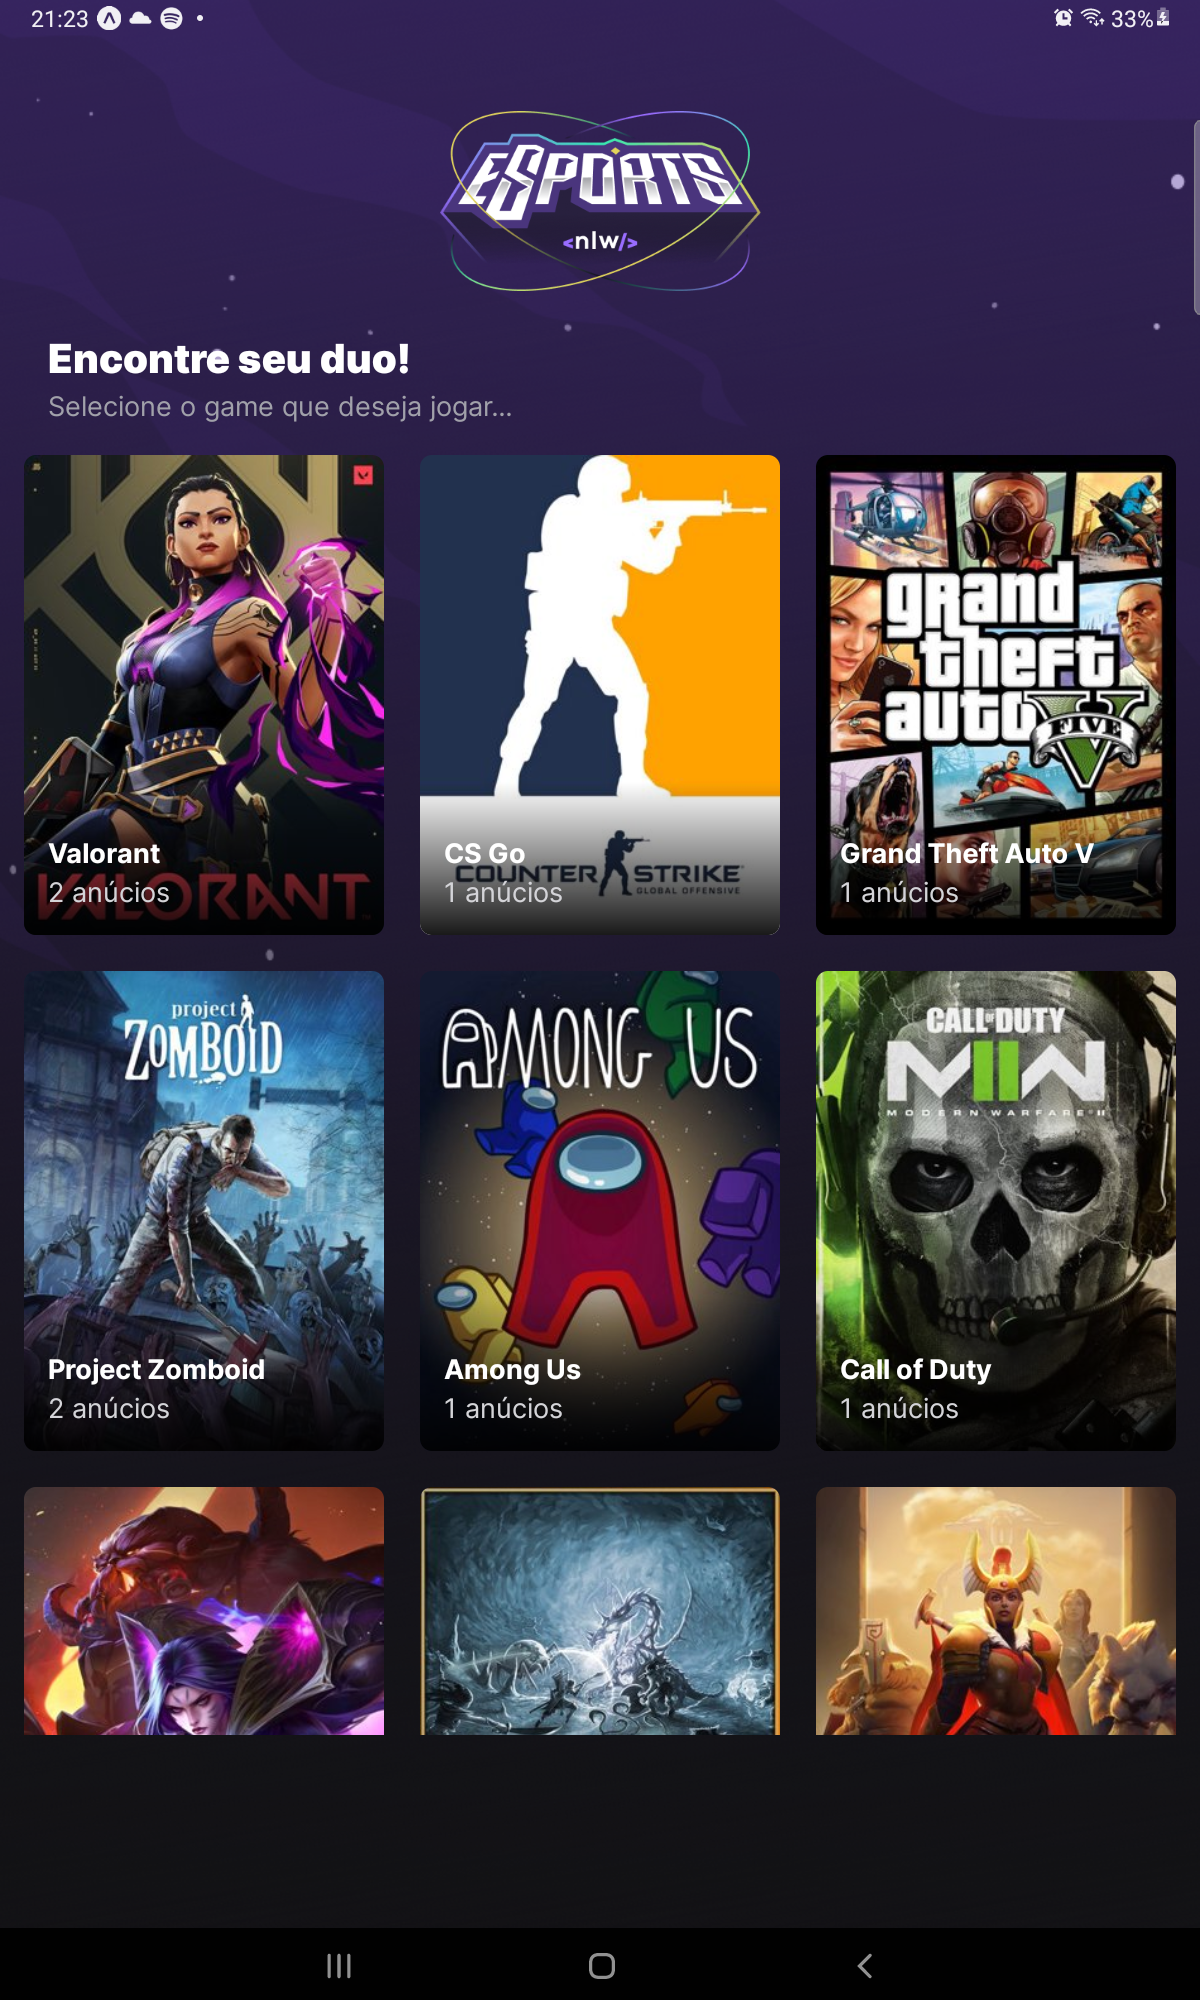 21:23
33%
ESPORTS
<nlw/>
Encontre seu duo!
Selecione o game que deseja jogar...
VALORANT
Valorant
2 anúcios
COUNTER STRIKE
GLOBAL OFFENSIVE
CS Go
1 anúcios
grand
theft
auto V
FIVE
Grand Theft Auto V
1 anúcios
project
ZOMBOID
Project Zomboid
2 anúcios
AMONG US
Among Us
1 anúcios
CALL OF DUTY
MWII
MODERN WARFARE II
Call of Duty
1 anúcios